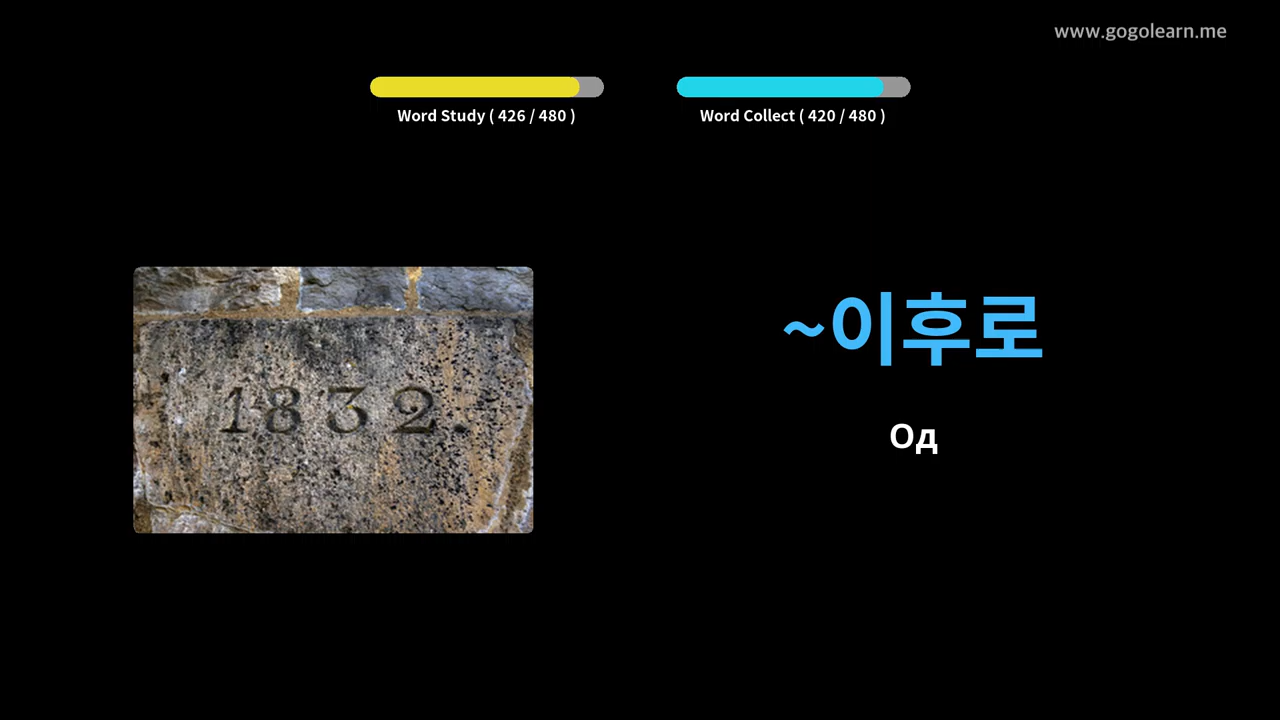 www.gogolearn.me
Word Study ( 426 / 480 )
Word Collect ( 420 / 480 )
~이후로
Од
1832.